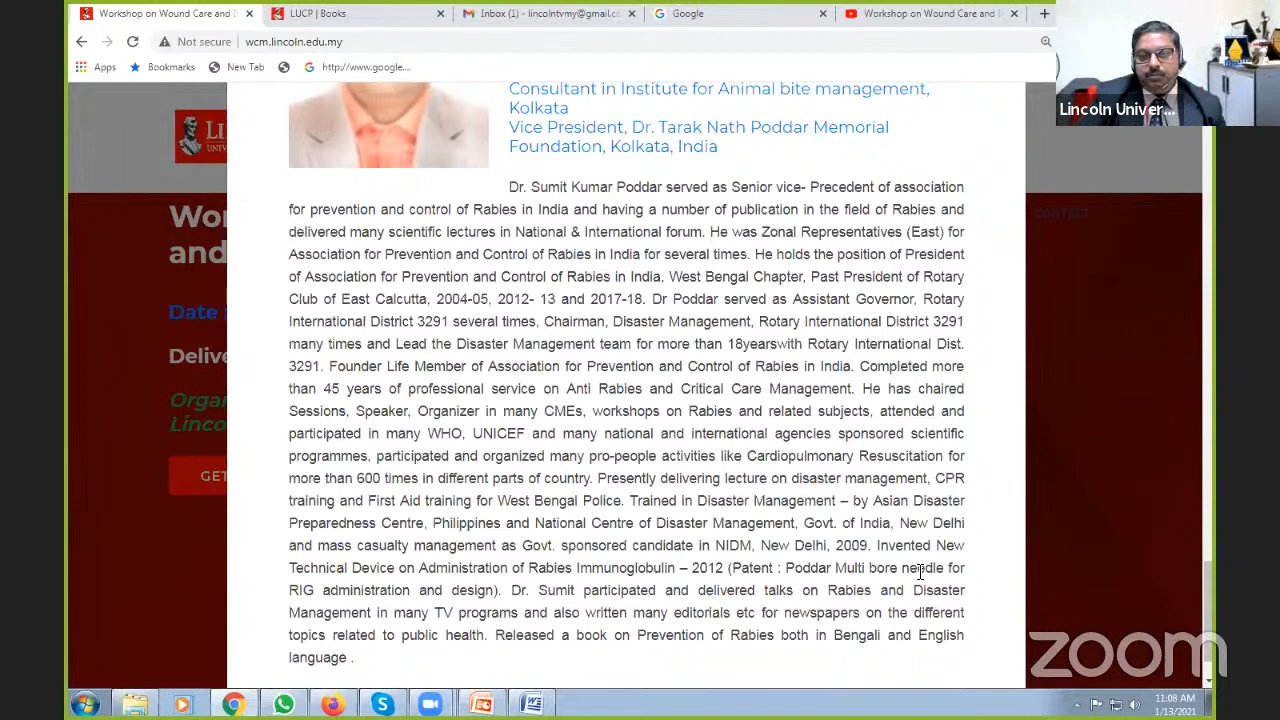 Workshop on Wound Care and I
LUCP | Books
Inbox (1) - lincolntvmy@gmail.c
Google
Workshop on Wound Care and I
Not secure | wcm.lincoln.edu.my
Apps
Bookmarks
New Tab
http://www.google....
Lincoln Univer...
Consultant in Institute for Animal bite management,
Kolkata
Vice President, Dr. Tarak Nath Poddar Memorial
Foundation, Kolkata, India
LI
UNIV
Wor
and
Date :
Delive
Organ
Linco
GET
CONTACT
Dr. Sumit Kumar Poddar served as Senior vice- Precedent of association
for prevention and control of Rabies in India and having a number of publication in the field of Rabies and
delivered many scientific lectures in National & International forum. He was Zonal Representatives (East) for
Association for Prevention and Control of Rabies in India for several times. He holds the position of President
of Association for Prevention and Control of Rabies in India, West Bengal Chapter, Past President of Rotary
Club of East Calcutta, 2004-05, 2012- 13 and 2017-18. Dr Poddar served as Assistant Governor, Rotary
International District 3291 several times, Chairman, Disaster Management, Rotary International District 3291
many times and Lead the Disaster Management team for more than 18yearswith Rotary International Dist.
3291. Founder Life Member of Association for Prevention and Control of Rabies in India. Completed more
than 45 years of professional service on Anti Rabies and Critical Care Management. He has chaired
Sessions, Speaker, Organizer in many CMEs, workshops on Rabies and related subjects, attended and
participated in many WHO, UNICEF and many national and international agencies sponsored scientific
programmes, participated and organized many pro-people activities like Cardiopulmonary Resuscitation for
more than 600 times in different parts of country. Presently delivering lecture on disaster management, CPR
training and First Aid training for West Bengal Police. Trained in Disaster Management – by Asian Disaster
Preparedness Centre, Philippines and National Centre of Disaster Management, Govt. of India, New Delhi
and mass casualty management as Govt. sponsored candidate in NIDM, New Delhi, 2009. Invented New
Technical Device on Administration of Rabies Immunoglobulin – 2012 (Patent : Poddar Multi bore needle for
RIG administration and design). Dr. Sumit participated and delivered talks on Rabies and Disaster
Management in many TV programs and also written many editorials etc for newspapers on the different
topics related to public health. Released a book on Prevention of Rabies both in Bengali and English
language .
zoom
11:08 AM
1/13/2021